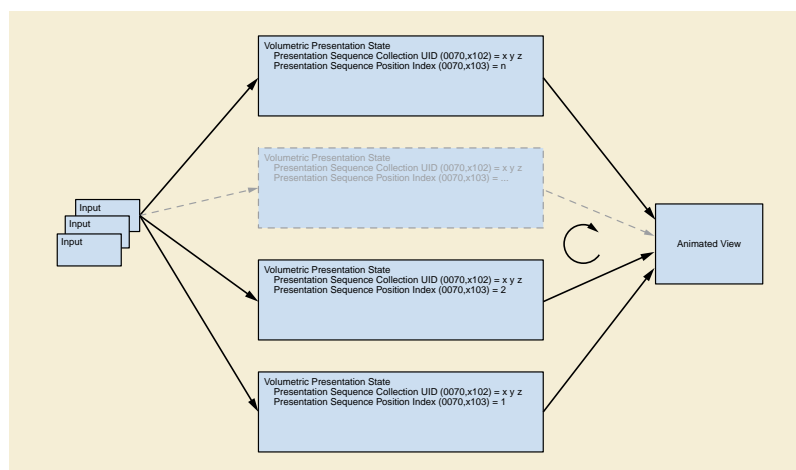 Volumetric Presentation State
Presentation Sequence Collection UID (0070,x102) = x y z
Presentation Sequence Position Index (0070,x103) = n
Volumetric Presentation State
Presentation Sequence Collection UID (0070,x102) = x y z
Presentation Sequence Position Index (0070,x103) = ...
Input
Input
Input
Animated View
Volumetric Presentation State
Presentation Sequence Collection UID (0070,x102) = x y z
Presentation Sequence Position Index (0070,x103) = 2
Volumetric Presentation State
Presentation Sequence Collection UID (0070,x102) = x y z
Presentation Sequence Position Index (0070,x103) = 1